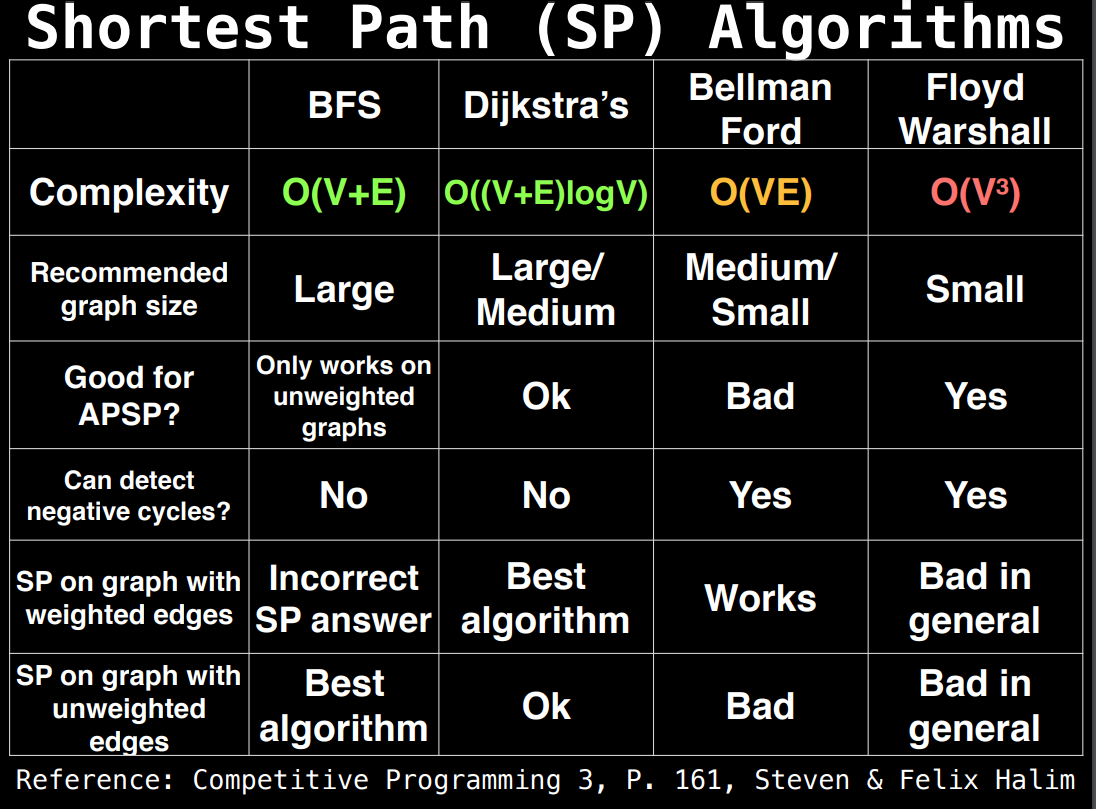 Shortest Path (SP) Algorithms
BFS
Dijkstra’s
Bellman
Ford
Floyd
Warshall
Complexity
O(V+E)
O((V+E)logV)
O(VE)
O(V³)
Recommended
graph size
Large
Large/
Medium
Medium/
Small
Small
Good for
APSP?
Only works on
unweighted
graphs
Ok
Bad
Yes
Can detect
negative cycles?
No
No
Yes
Yes
SP on graph with
weighted edges
Incorrect
SP answer
Best
algorithm
Works
Bad in
general
SP on graph with
unweighted
edges
Best
algorithm
Ok
Bad
Bad in
general
Reference: Competitive Programming 3, P. 161, Steven & Felix Halim